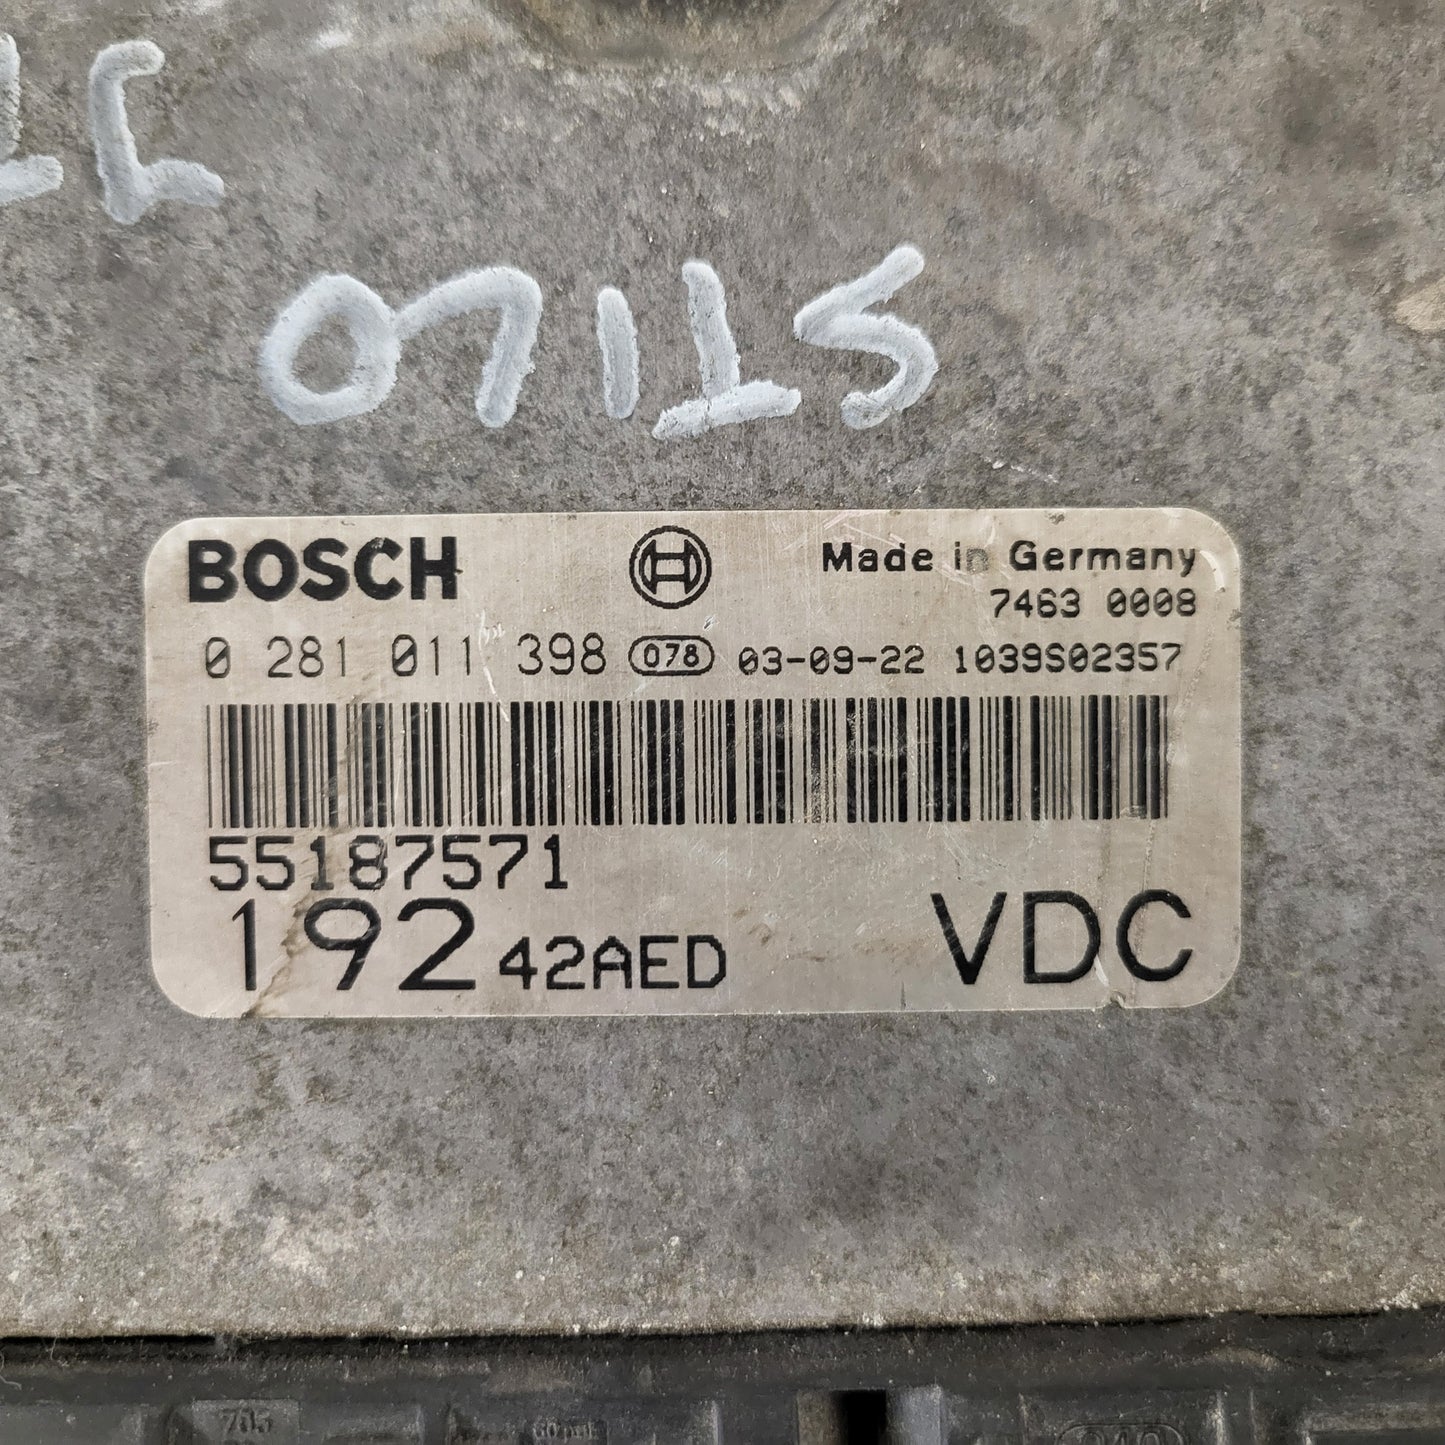 STILO
BOSCH Made in Germany
7463 0008
0 281 011 398 078 03-09-22 1039S02357
55187571
192 42AED VDC